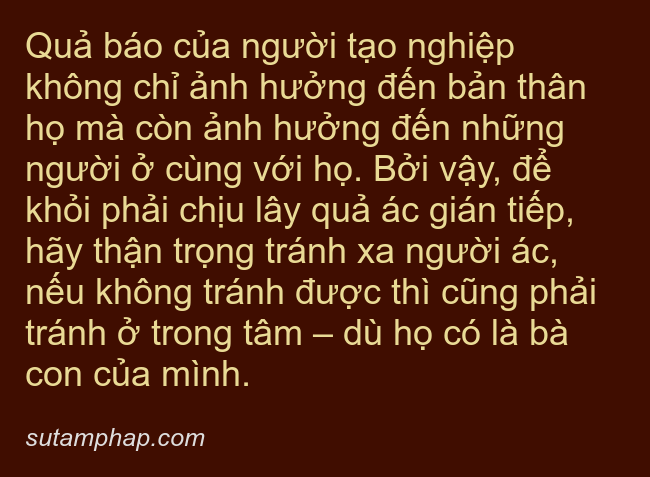 Quả báo của người tạo nghiệp
không chỉ ảnh hưởng đến bản thân
họ mà còn ảnh hưởng đến những
người ở cùng với họ. Bởi vậy, để
khỏi phải chịu lây quả ác gián tiếp,
hãy thận trọng tránh xa người ác,
nếu không tránh được thì cũng phải
tránh ở trong tâm – dù họ có là bà
con của mình.
sutamphap.com